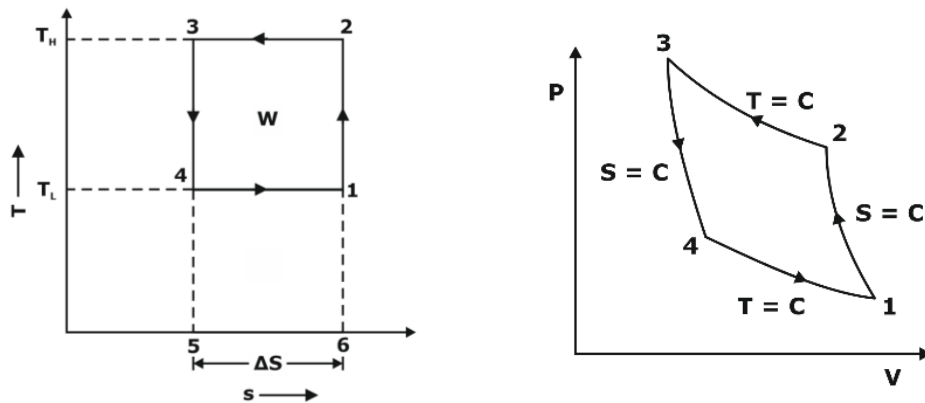 3
2
T_H
W
4
1
T_L
T
5
6
ΔS
s
3
P
T = C
2
S = C
S = C
4
T = C
1
V